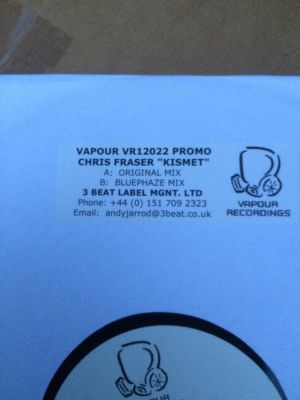 VAPOUR VR12022 PROMO
CHRIS FRASER "KISMET"
A: ORIGINAL MIX
B: BLUEPHAZE MIX
3 BEAT LABEL MGNT. LTD
Phone: +44 (0) 151 709 2323
Email: andyjarrod@3beat.co.uk
VAPOUR
RECORDINGS